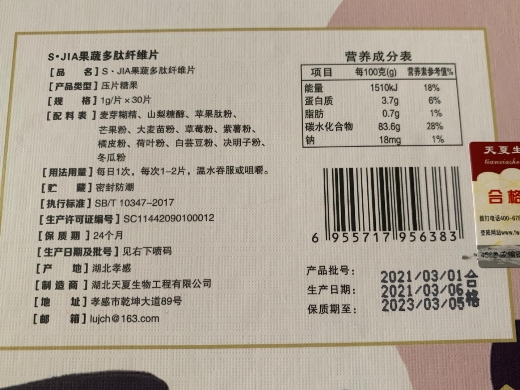 S·JIA果蔬多肽纤维片
【品 名】S·JIA果蔬多肽纤维片
【产品类型】压片糖果
【规 格】1g/片×30片
【配 料 表】麦芽糊精、山梨糖醇、苹果肽粉、
芒果粉、大麦苗粉、草莓粉、紫薯粉、
橘皮粉、荷叶粉、白芸豆粉、决明子粉、
冬瓜粉
【用法用量】每日1次，每次1-2片，温水吞服或咀嚼。
【贮 藏】密封防潮
【执行标准】SB/T 10347-2017
【生产许可证编号】SC11442090100012
【保 质 期】24个月
【生产日期及批号】见右下喷码
【产 地】湖北孝感
【制 造 商】湖北天夏生物工程有限公司
【地 址】孝感市乾坤大道89号
【邮 箱】lujch@163.com
营养成分表
项目 每100克(g) 营养素参考值%
能量 1510kJ 18%
蛋白质 3.7g 6%
脂肪 0.7g 1%
碳水化合物 83.6g 28%
钠 18mg 1%
6 955717 956383
产品批号：2021/03/01
生产日期：2021/03/06
保质期至：2023/03/05
合格
天夏生
合格